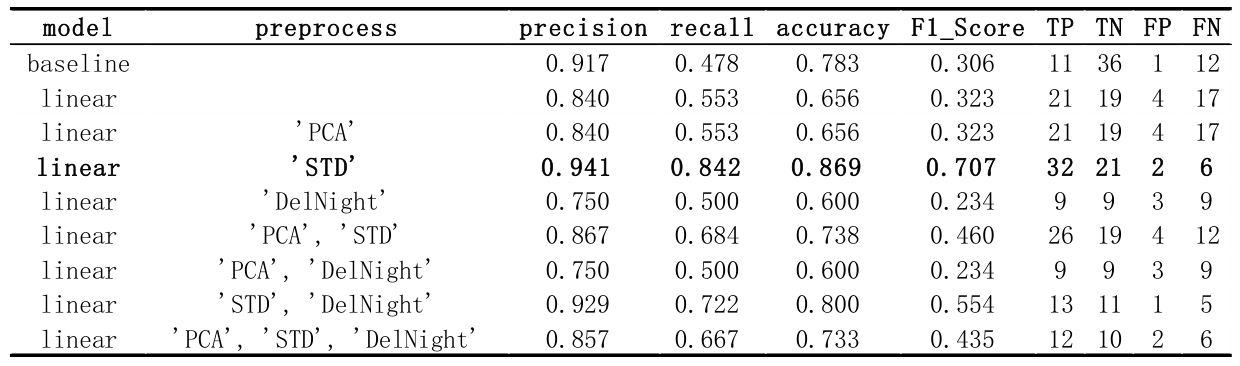 model preprocess precision recall accuracy F1_Score TP TN FP FN
baseline 0.917 0.478 0.783 0.306 11 36 1 12
linear 0.840 0.553 0.656 0.323 21 19 4 17
linear 'PCA' 0.840 0.553 0.656 0.323 21 19 4 17
linear 'STD' 0.941 0.842 0.869 0.707 32 21 2 6
linear 'DelNight' 0.750 0.500 0.600 0.234 9 9 3 9
linear 'PCA', 'STD' 0.867 0.684 0.738 0.460 26 19 4 12
linear 'PCA', 'DelNight' 0.750 0.500 0.600 0.234 9 9 3 9
linear 'STD', 'DelNight' 0.929 0.722 0.800 0.554 13 11 1 5
linear 'PCA', 'STD', 'DelNight' 0.857 0.667 0.733 0.435 12 10 2 6